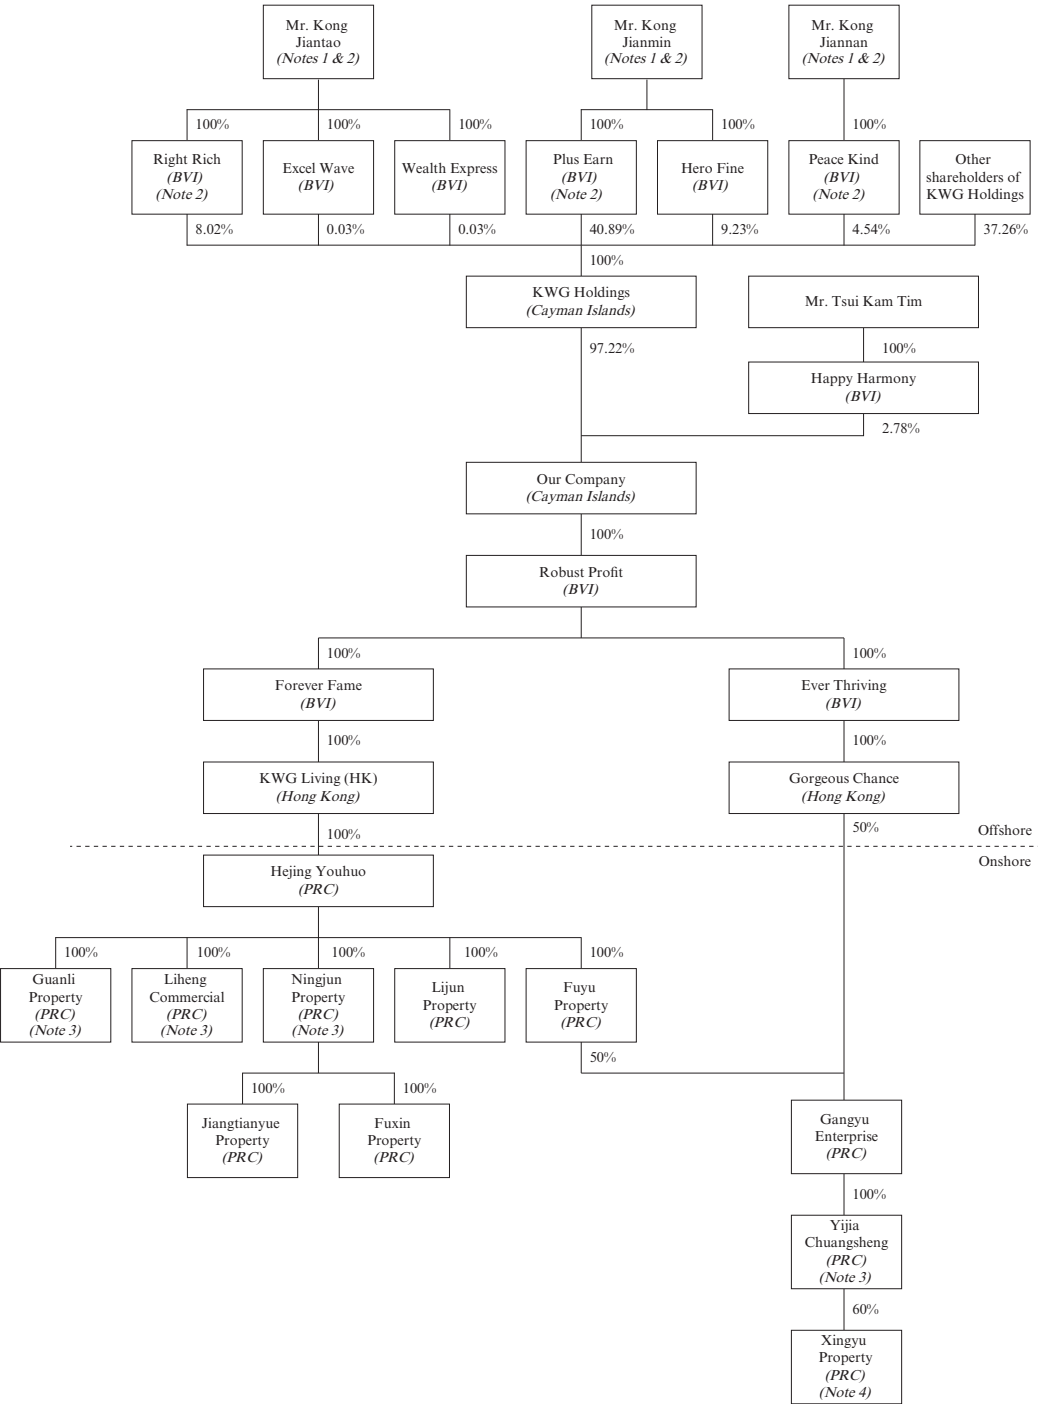 Mr. Kong
Jiantao
(Notes 1 & 2)
Mr. Kong
Jianmin
(Notes 1 & 2)
Mr. Kong
Jiannan
(Notes 1 & 2)
100%
100%
100%
100%
100%
100%
Right Rich
(BVI)
(Note 2)
Excel Wave
(BVI)
Wealth Express
(BVI)
Plus Earn
(BVI)
(Note 2)
Hero Fine
(BVI)
Peace Kind
(BVI)
(Note 2)
Other
shareholders of
KWG Holdings
8.02%
0.03%
0.03%
40.89%
9.23%
4.54%
37.26%
100%
KWG Holdings
(Cayman Islands)
Mr. Tsui Kam Tim
97.22%
100%
Happy Harmony
(BVI)
2.78%
Our Company
(Cayman Islands)
100%
Robust Profit
(BVI)
100%
100%
Forever Fame
(BVI)
Ever Thriving
(BVI)
100%
100%
KWG Living (HK)
(Hong Kong)
Gorgeous Chance
(Hong Kong)
100%
50%
Offshore
Onshore
Hejing Youhuo
(PRC)
100%
100%
100%
100%
100%
Guanli
Property
(PRC)
(Note 3)
Liheng
Commercial
(PRC)
(Note 3)
Ningjun
Property
(PRC)
(Note 3)
Lijun
Property
(PRC)
Fuyu
Property
(PRC)
50%
100%
100%
Jiangtianyue
Property
(PRC)
Fuxin
Property
(PRC)
Gangyu
Enterprise
(PRC)
100%
Yijia
Chuangsheng
(PRC)
(Note 3)
60%
Xingyu
Property
(PRC)
(Note 4)